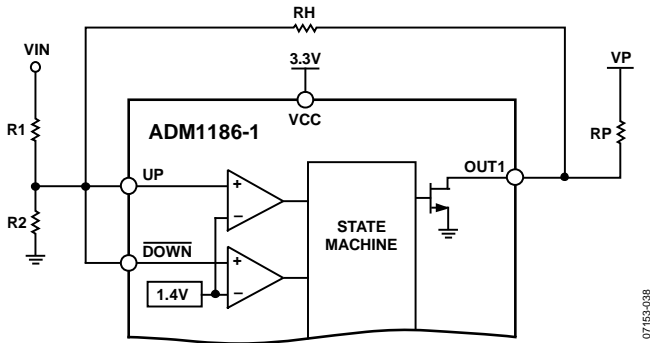 RH
VIN
3.3V
VP
VCC
R1
ADM1186-1
RP
UP
OUT1
R2
STATE
MACHINE
DOWN
1.4V
07153-038